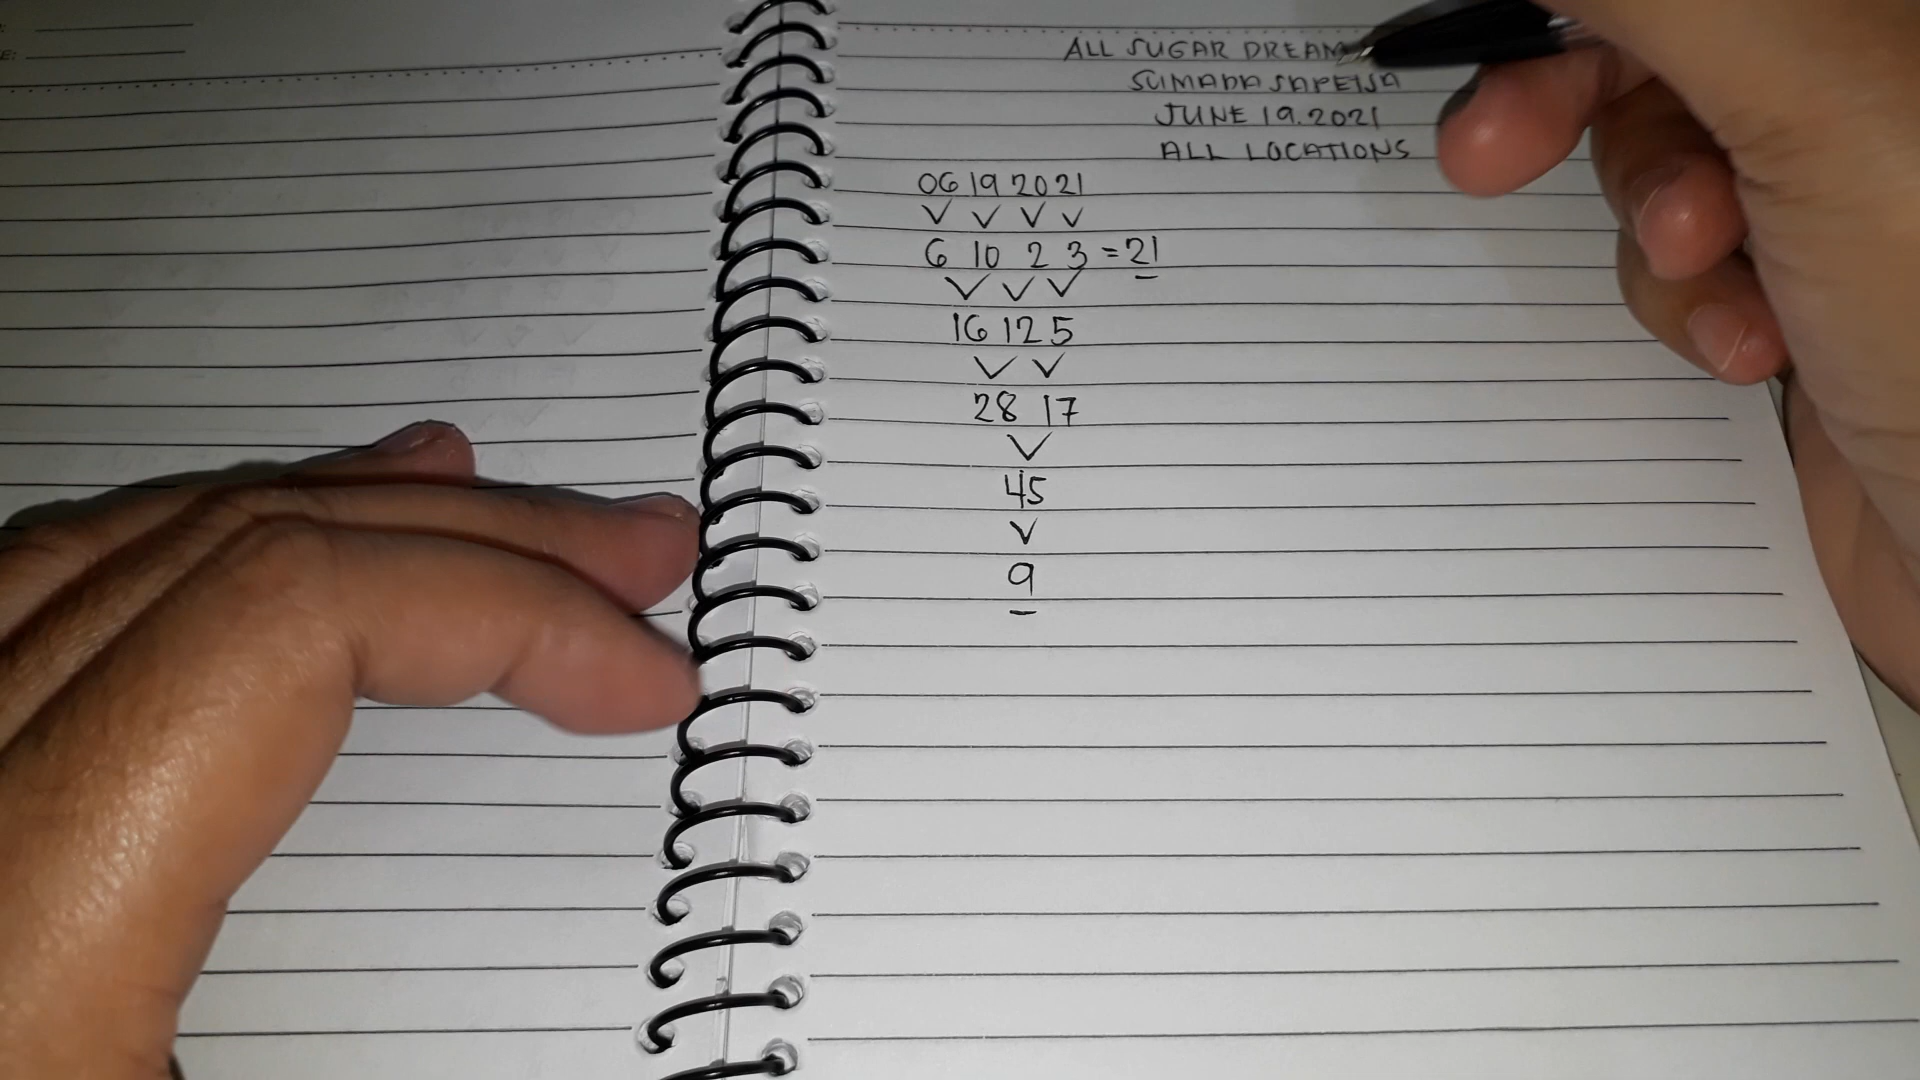 E:
ALL SUGAR DREAM
SUMADA SAPETSA
JUNE 19.2021
ALL LOCATIONS
06 19 20 21
6 10 2 3 = 21
16 12 5
28 17
45
9